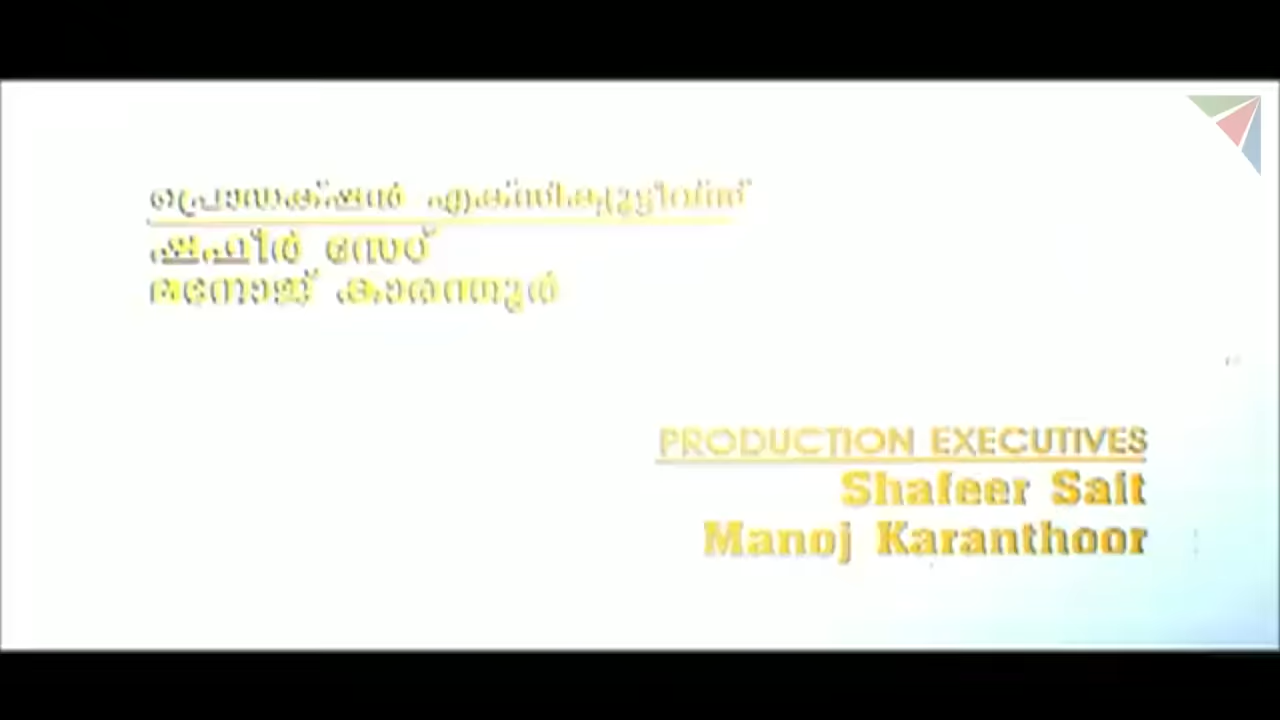 പ്രൊഡക്ഷൻ എക്സിക്യൂട്ടീവ്സ്
ഷഫീർ സേഠ്
മനോജ് കാരന്തൂർ
PRODUCTION EXECUTIVES
Shafeer Sait
Manoj Karanthoor